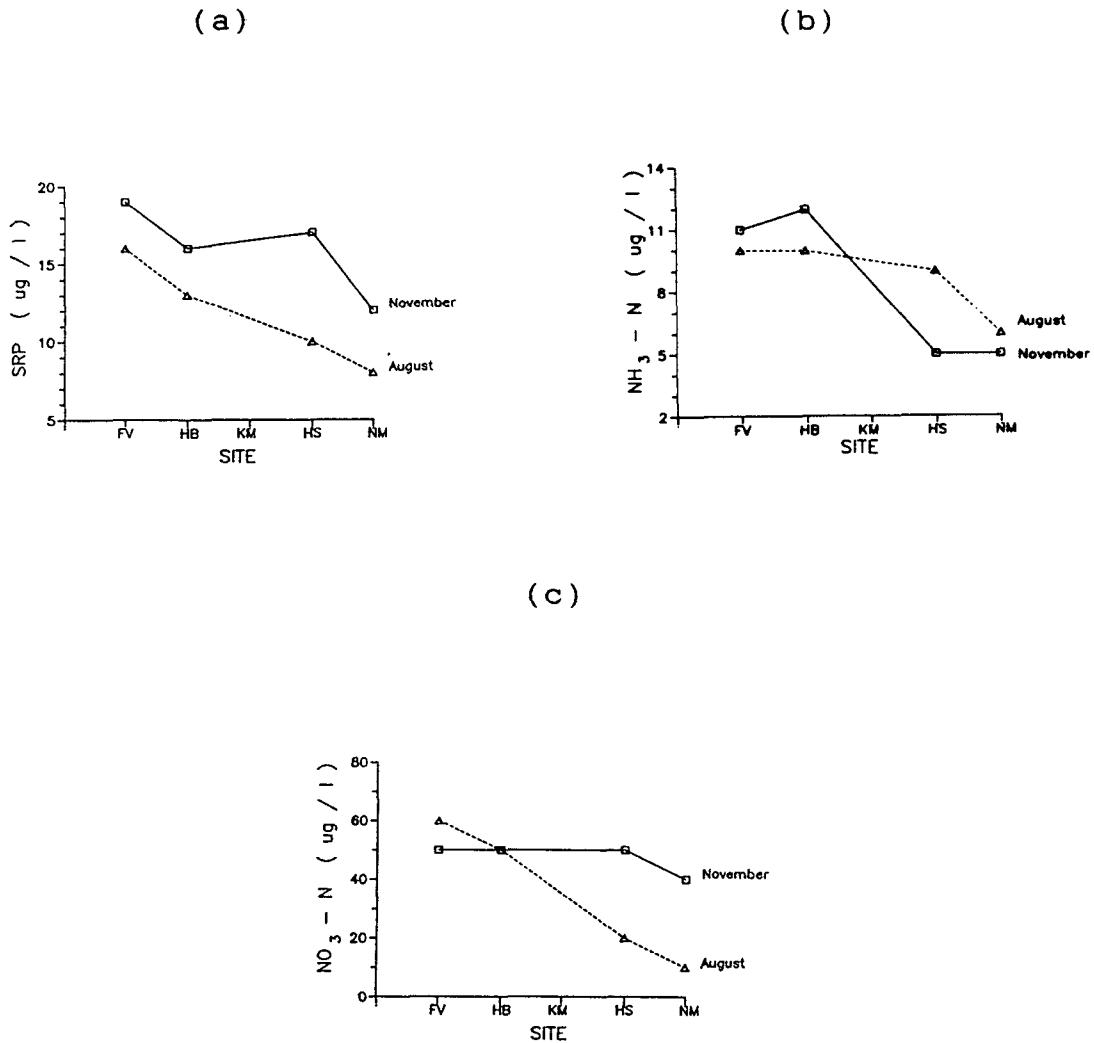 (a)
SRP ( ug / l )
20
15
10
5
November
August
FV HB KM HS NM
SITE
(b)
NH3 - N ( ug / l )
14
11
8
5
2
August
November
FV HB KM HS NM
SITE
(c)
NO3 - N ( ug / l )
80
60
40
20
0
November
August
FV HB KM HS NM
SITE